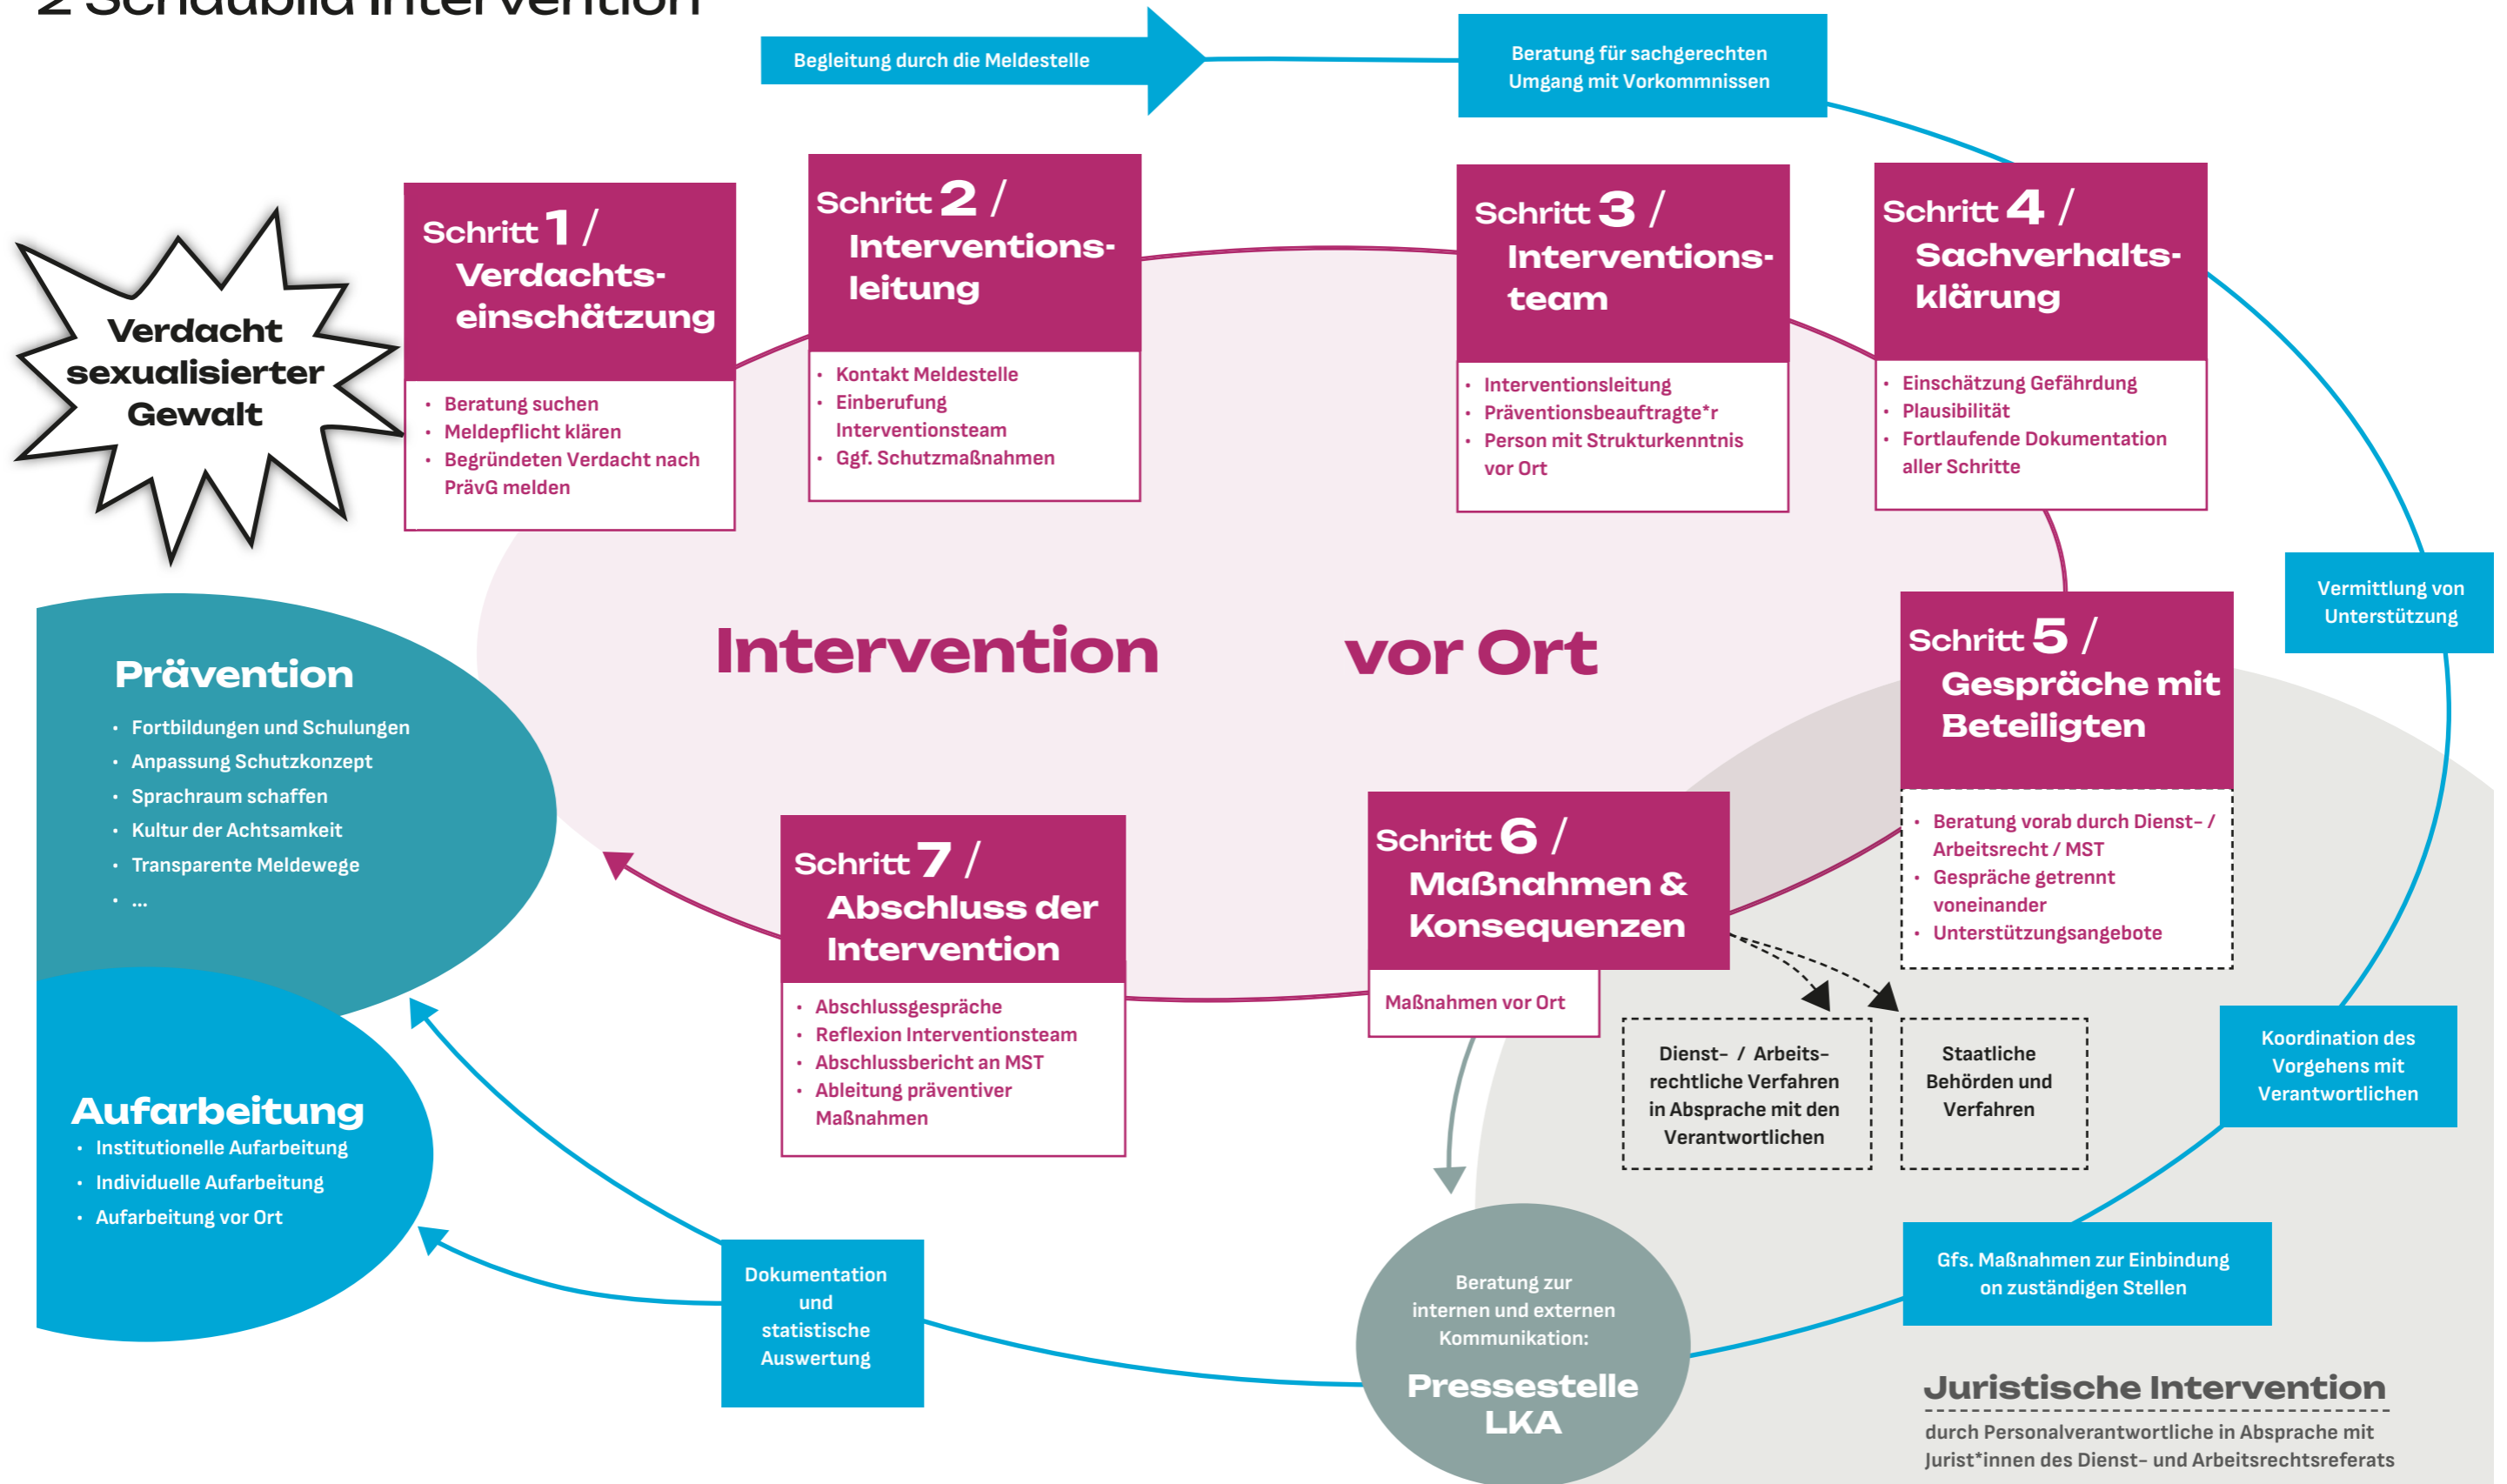 2 Schaubild Intervention
Begleitung durch die Meldestelle
Beratung für sachgerechten
Umgang mit Vorkommnissen
Verdacht
sexualisierter
Gewalt
Schritt 1 /
Verdachts-
einschätzung
• Beratung suchen
• Meldepflicht klären
• Begründeten Verdacht nach
PrävG melden
Schritt 2 /
Interventions-
leitung
• Kontakt Meldestelle
• Einberufung
Interventionsteam
• Ggf. Schutzmaßnahmen
Schritt 3 /
Interventions-
team
• Interventionsleitung
• Präventionsbeauftragte*r
• Person mit Strukturkenntnis
vor Ort
Schritt 4 /
Sachverhalts-
klärung
• Einschätzung Gefährdung
• Plausibilität
• Fortlaufende Dokumentation
aller Schritte
Vermittlung von
Unterstützung
Intervention vor Ort
Schritt 5 /
Gespräche mit
Beteiligten
• Beratung vorab durch Dienst- /
Arbeitsrecht / MST
• Gespräche getrennt
voneinander
• Unterstützungsangebote
Prävention
• Fortbildungen und Schulungen
• Anpassung Schutzkonzept
• Sprachraum schaffen
• Kultur der Achtsamkeit
• Transparente Meldewege
• ...
Schritt 7 /
Abschluss der
Intervention
• Abschlussgespräche
• Reflexion Interventionsteam
• Abschlussbericht an MST
• Ableitung präventiver
Maßnahmen
Schritt 6 /
Maßnahmen &
Konsequenzen
Maßnahmen vor Ort
Dienst- / Arbeits-
rechtliche Verfahren
in Absprache mit den
Verantwortlichen
Staatliche
Behörden und
Verfahren
Koordination des
Vorgehens mit
Verantwortlichen
Aufarbeitung
• Institutionelle Aufarbeitung
• Individuelle Aufarbeitung
• Aufarbeitung vor Ort
Dokumentation
und
statistische
Auswertung
Beratung zur
internen und externen
Kommunikation:
Pressestelle
LKA
Gfs. Maßnahmen zur Einbindung
on zuständigen Stellen
Juristische Intervention
durch Personalverantwortliche in Absprache mit
Jurist*innen des Dienst- und Arbeitsrechtsreferats